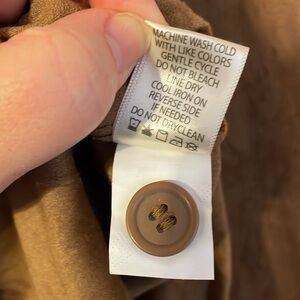 MACHINE WASH COLD
WITH LIKE COLORS
GENTLE CYCLE
DO NOT BLEACH
LINE DRY
COOL IRON ON
REVERSE SIDE
IF NEEDED
DO NOT DRYCLEAN